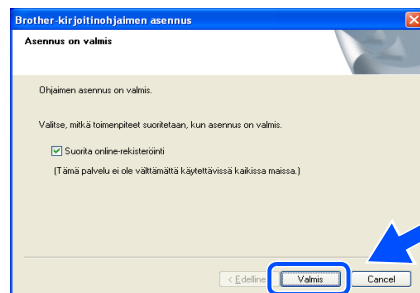 Brother-kirjoitinohjaimen asennus
Asennus on valmis
Ohjaimen asennus on valmis.
Valitse, mitkä toimenpiteet suoritetaan, kun asennus on valmis.
Suorita online-rekisteröinti
(Tämä palvelu ei ole välttämättä käytettävissä kaikissa maissa.)
< Edelline Valmis Cancel